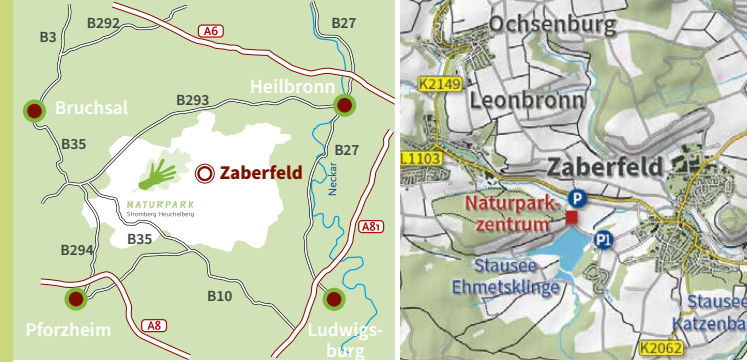 B3
B292
A6
B27
Heilbronn
B293
Bruchsal
B35
B27
Neckar
Zaberfeld
NATURPARK
Stromberg Heuchelberg
A81
B294
B35
B10
Pforzheim
A8
Ludwigs-
burg
Ochsenburg
K2149
Leonbronn
L1103
Zaberfeld
Naturpark-
zentrum
P
P1
Stausee
Ehmetsklinge
Stausee
Katzenba
K2062